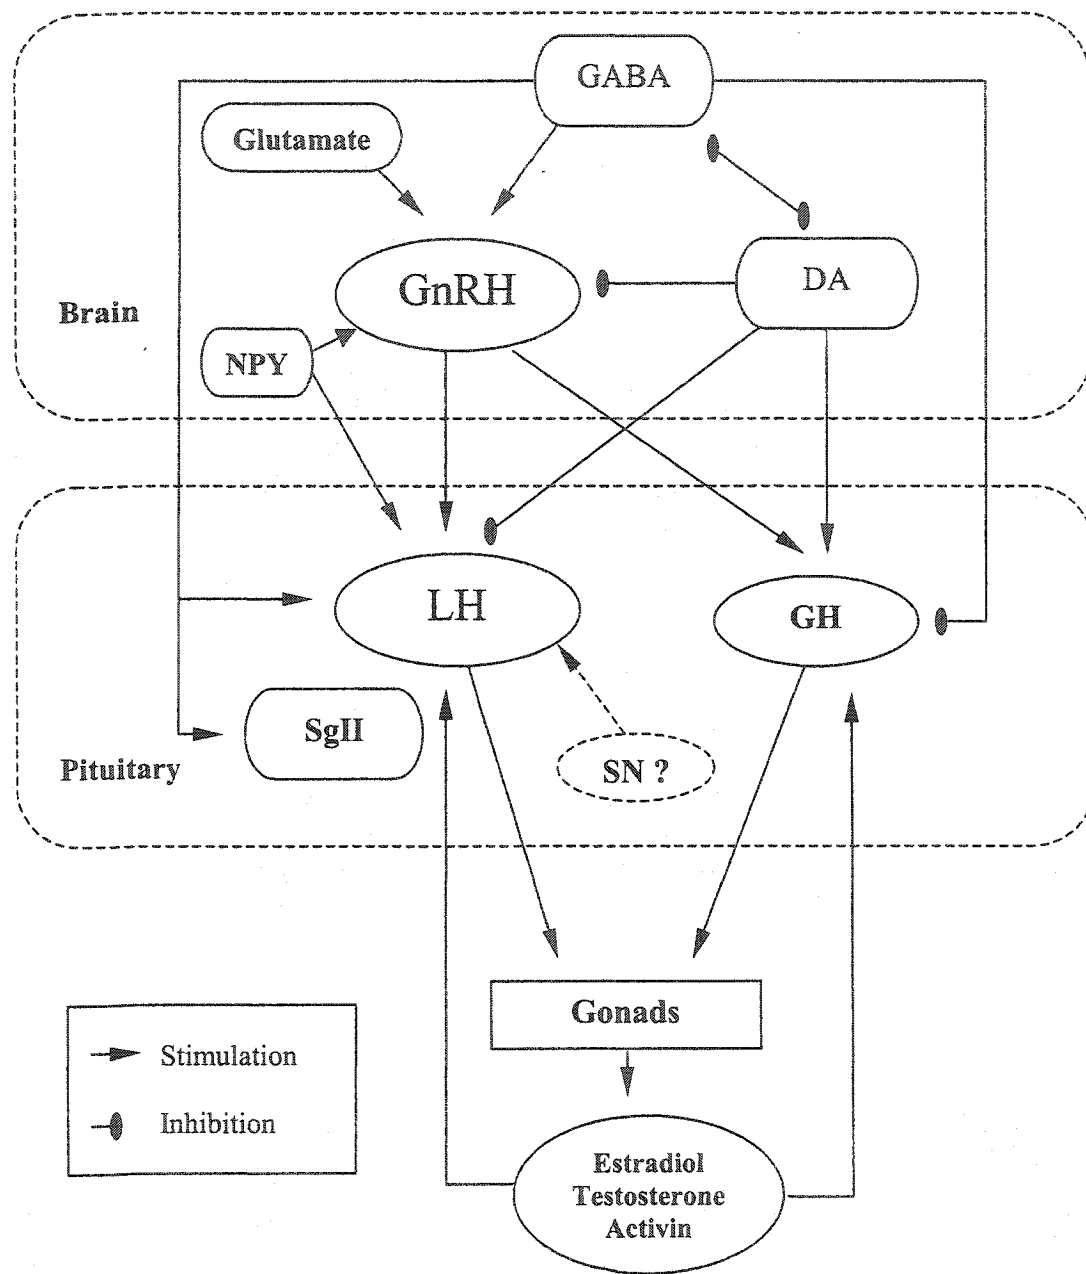 GABA
Glutamate
GnRH
DA
Brain
NPY
LH
GH
SgII
SN ?
Pituitary
Gonads
Stimulation
Inhibition
Estradiol
Testosterone
Activin